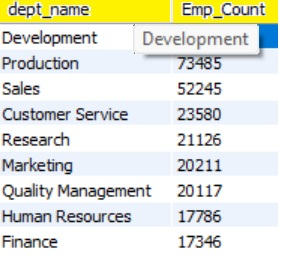 dept_name Emp_Count
Development Development
Production 73485
Sales 52245
Customer Service 23580
Research 21126
Marketing 20211
Quality Management 20117
Human Resources 17786
Finance 17346